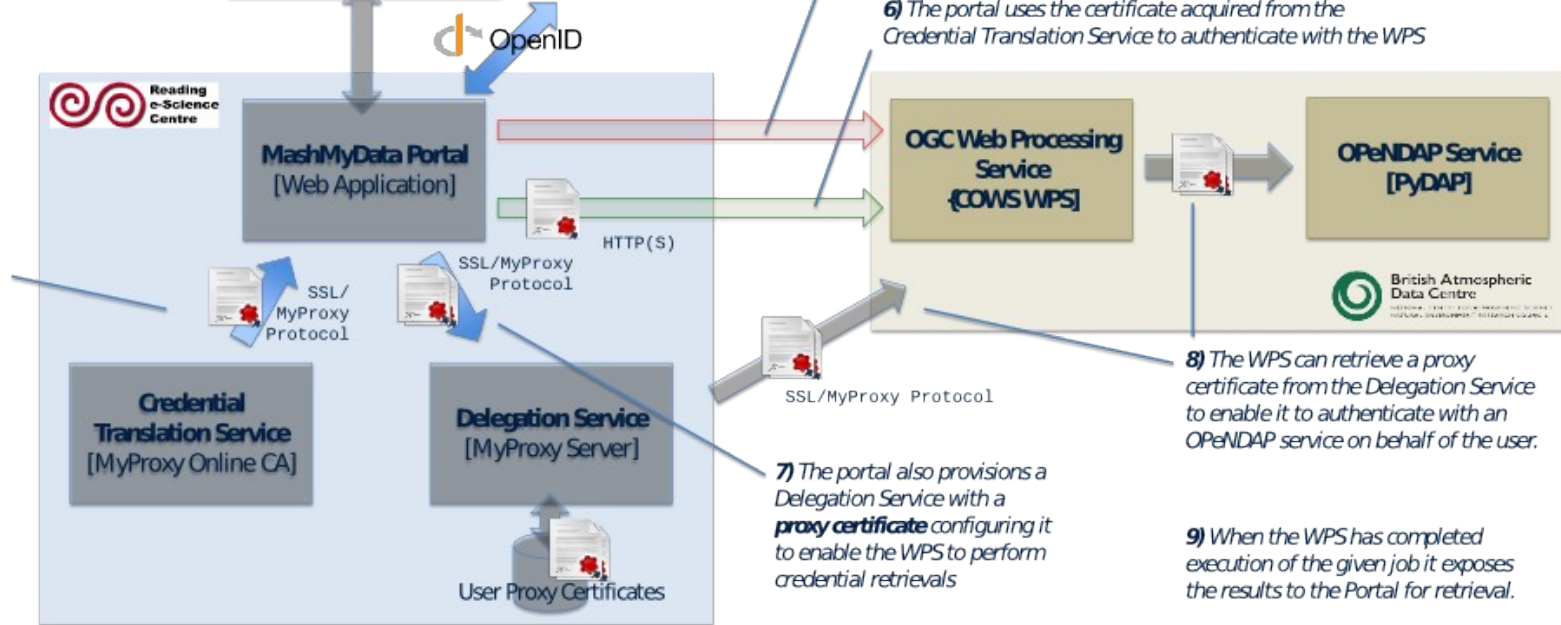 6) The portal uses the certificate acquired from the
Credential Translation Service to authenticate with the WPS
OpenID
Reading
e-Science
Centre
MashMyData Portal
[Web Application]
OGC Web Processing
Service
{COWS WPS]
OPeNDAP Service
[PyDAP]
HTTP(S)
SSL/MyProxy
Protocol
SSL/
MyProxy
Protocol
British Atmospheric
Data Centre
Credential
Translation Service
[MyProxy Online CA]
Delegation Service
[MyProxy Server]
SSL/MyProxy Protocol
8) The WPS can retrieve a proxy
certificate from the Delegation Service
to enable it to authenticate with an
OPeNDAP service on behalf of the user.
7) The portal also provisions a
Delegation Service with a
proxy certificate configuring it
to enable the WPS to perform
credential retrievals
User Proxy Certificates
9) When the WPS has completed
execution of the given job it exposes
the results to the Portal for retrieval.